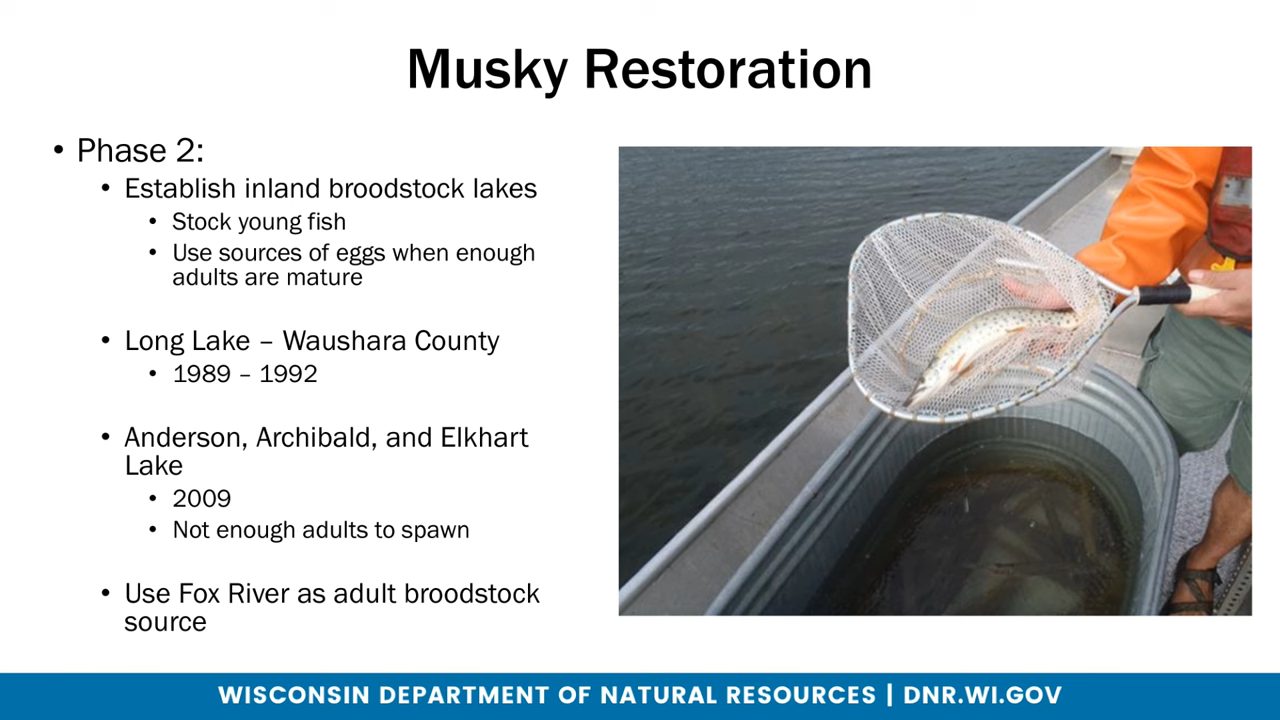 Musky Restoration
• Phase 2:
• Establish inland broodstock lakes
• Stock young fish
• Use sources of eggs when enough
adults are mature
• Long Lake – Waushara County
• 1989 – 1992
• Anderson, Archibald, and Elkhart
Lake
• 2009
• Not enough adults to spawn
• Use Fox River as adult broodstock
source
WISCONSIN DEPARTMENT OF NATURAL RESOURCES | DNR.WI.GOV